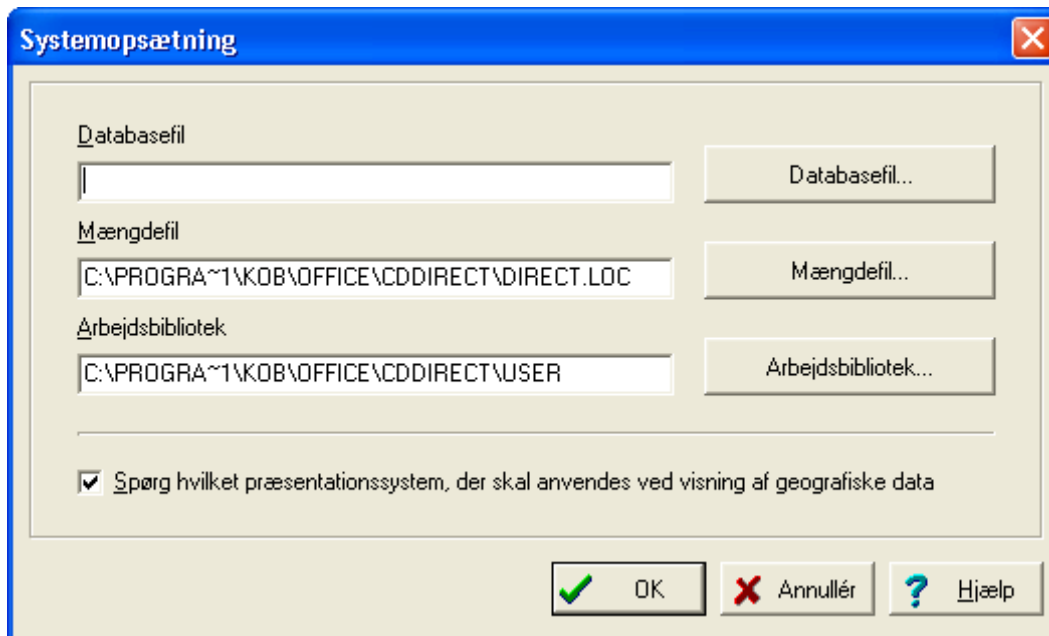 Systemopsætning
Databasefil
Databasefil...
Mængdefil
C:\PROGRA~1\KOB\OFFICE\CDDIRECT\DIRECT.LOC
Mængdefil...
Arbejdsbibliotek
C:\PROGRA~1\KOB\OFFICE\CDDIRECT\USER
Arbejdsbibliotek...
Spørg hvilket præsentationssystem, der skal anvendes ved visning af geografiske data
OK
Annullér
Hjælp